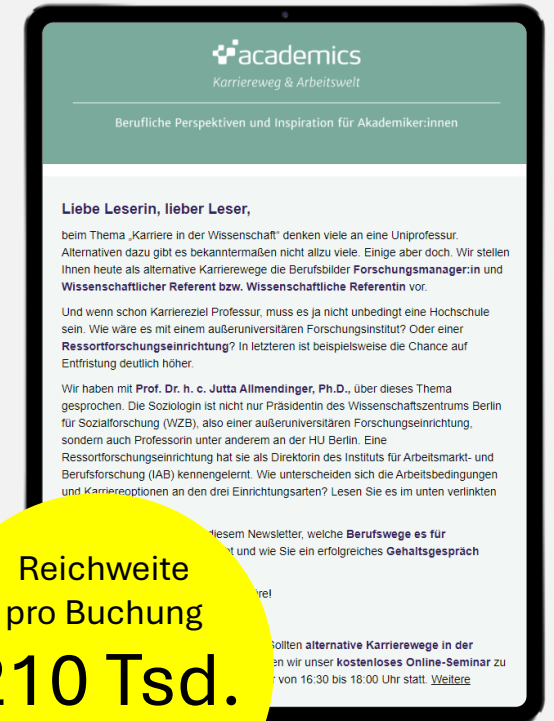 academics
Karriereweg & Arbeitswelt
Berufliche Perspektiven und Inspiration für Akademiker:innen
Liebe Leserin, lieber Leser,
beim Thema „Karriere in der Wissenschaft“ denken viele an eine Uniprofessur.
Alternativen dazu gibt es bekanntermaßen nicht allzu viele. Einige aber doch. Wir stellen
Ihnen heute als alternative Karrierewege die Berufsbilder Forschungsmanager:in und
Wissenschaftlicher Referent bzw. Wissenschaftliche Referentin vor.
Und wenn schon Karriereziel Professur, muss es ja nicht unbedingt eine Hochschule
sein. Wie wäre es mit einem außeruniversitären Forschungsinstitut? Oder einer
Ressortforschungseinrichtung? In letzteren ist beispielsweise die Chance auf
Entfristung deutlich höher.
Wir haben mit Prof. Dr. h. c. Jutta Allmendinger, Ph.D., über dieses Thema
gesprochen. Die Soziologin ist nicht nur Präsidentin des Wissenschaftszentrums Berlin
für Sozialforschung (WZB), also einer außeruniversitären Forschungseinrichtung,
sondern auch Professorin unter anderem an der HU Berlin. Eine
Ressortforschungseinrichtung hat sie als Direktorin des Instituts für Arbeitsmarkt- und
Berufsforschung (IAB) kennengelernt. Wie unterscheiden sich die Arbeitsbedingungen
und Karriereoptionen an den drei Einrichtungsarten? Lesen Sie es im unten verlinkten
diesem Newsletter, welche Berufswege es für
und wie Sie ein erfolgreiches Gehaltsgespräch
Sollten alternative Karrierewege in der
wir unser kostenloses Online-Seminar zu
von 16:30 bis 18:00 Uhr statt. Weitere
Reichweite
pro Buchung
210 Tsd.